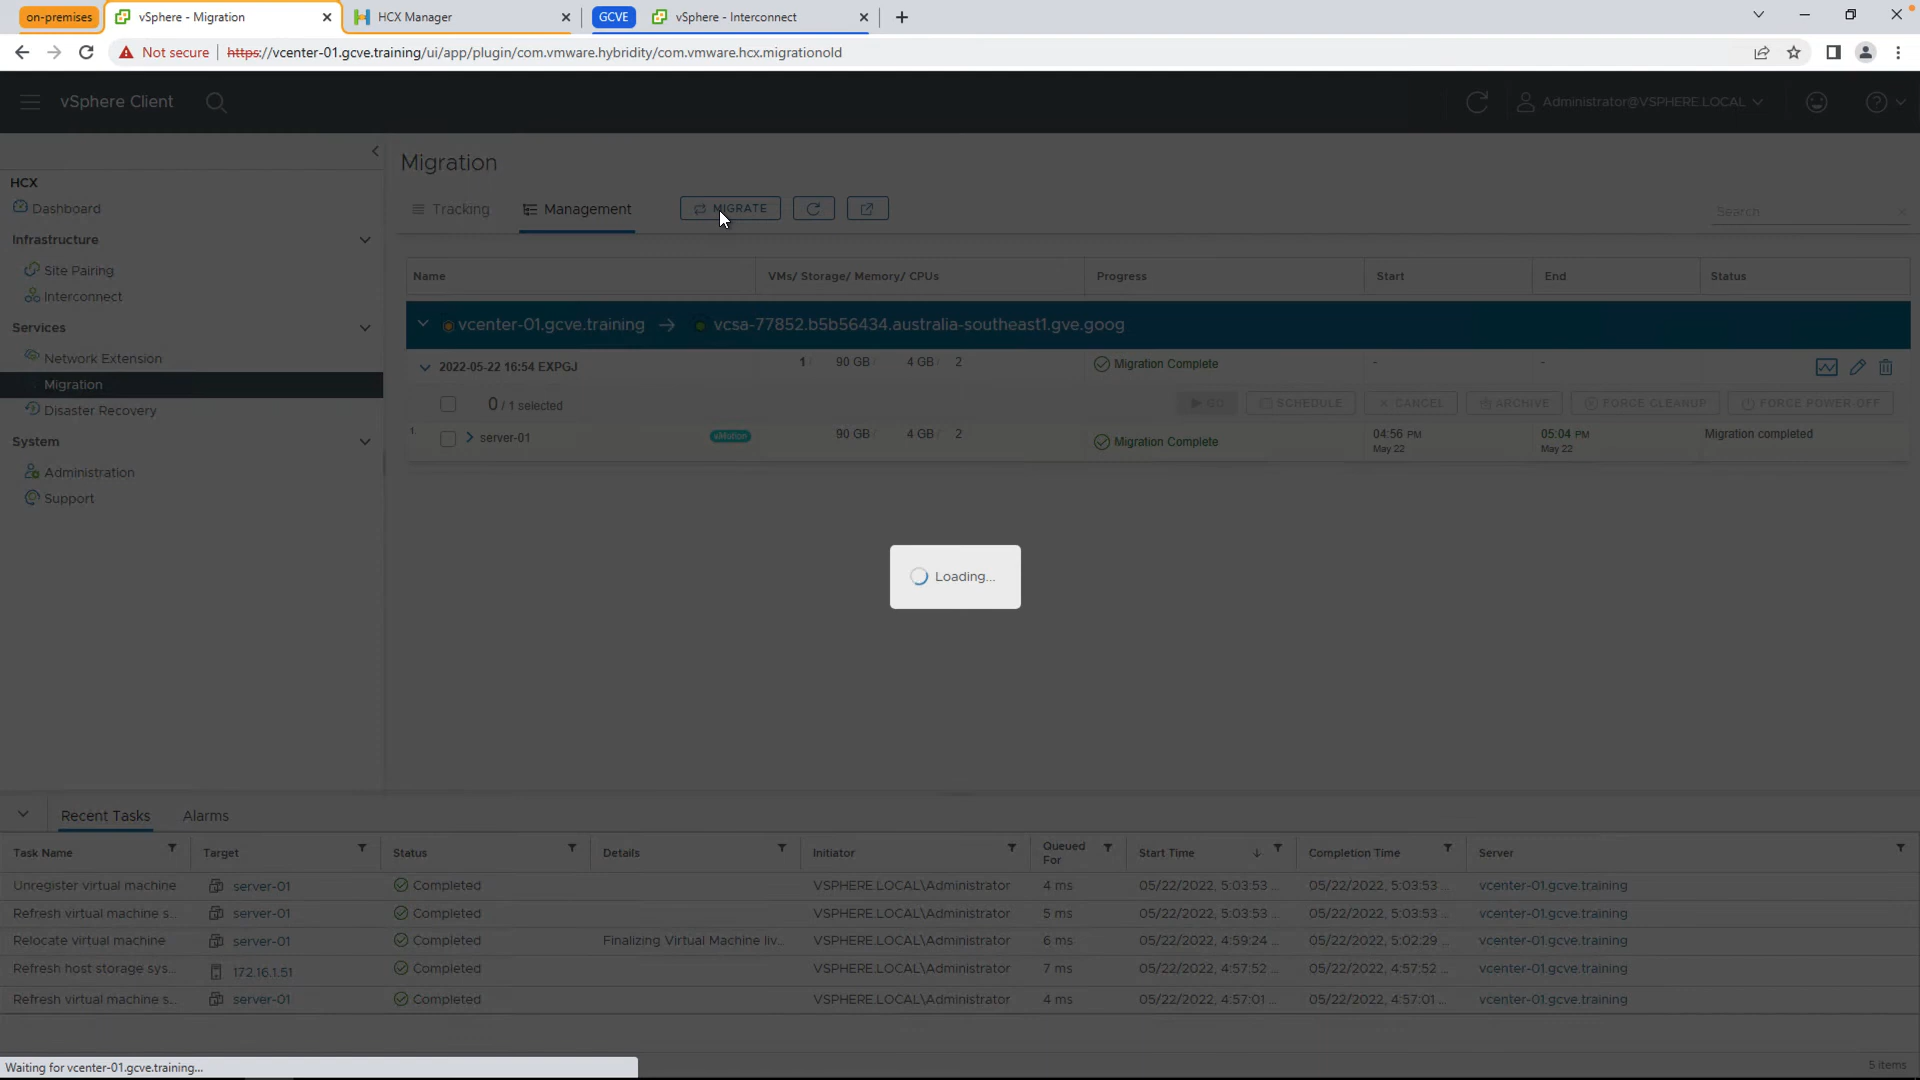 on-premises
vSphere - Migration
HCX Manager
GCVE
vSphere - Interconnect
Not secure
https://vcenter-01.gcve.training/ui/app/plugin/com.vmware.hybridity/com.vmware.hcx.migrationold
vSphere Client
Administrator@VSPHERE.LOCAL
HCX
Dashboard
Infrastructure
Site Pairing
Interconnect
Services
Network Extension
Migration
Disaster Recovery
System
Administration
Support
Migration
Tracking
Management
MIGRATE
Search
Name VMs/ Storage/ Memory/ CPUs Progress Start End Status
vcenter-01.gcve.training → vcsa-77852.b5b56434.australia-southeast1.gve.goog
2022-05-22 16:54 EXPGJ 1 / 90 GB / 4 GB / 2 Migration Complete - -
0 / 1 selected GO SCHEDULE CANCEL ARCHIVE FORCE CLEANUP FORCE POWER-OFF
1 server-01 vMotion 90 GB / 4 GB / 2 Migration Complete 04:56 PM 05:04 PM Migration completed
May 22 May 22
Loading...
Recent Tasks Alarms
Task Name Target Status Details Initiator Queued For Start Time Completion Time Server
Unregister virtual machine server-01 Completed VSPHERE.LOCAL\Administrator 4 ms 05/22/2022, 5:03:53 ... 05/22/2022, 5:03:53 ... vcenter-01.gcve.training
Refresh virtual machine s... server-01 Completed VSPHERE.LOCAL\Administrator 5 ms 05/22/2022, 5:03:53 ... 05/22/2022, 5:03:53 ... vcenter-01.gcve.training
Relocate virtual machine server-01 Completed Finalizing Virtual Machine liv... VSPHERE.LOCAL\Administrator 6 ms 05/22/2022, 4:59:24 ... 05/22/2022, 5:02:29 ... vcenter-01.gcve.training
Refresh host storage sys... 172.16.1.51 Completed VSPHERE.LOCAL\Administrator 7 ms 05/22/2022, 4:57:52 ... 05/22/2022, 4:57:52 ... vcenter-01.gcve.training
Refresh virtual machine s... server-01 Completed VSPHERE.LOCAL\Administrator 4 ms 05/22/2022, 4:57:01 ... 05/22/2022, 4:57:01 ... vcenter-01.gcve.training
Waiting for vcenter-01.gcve.training...
5 items